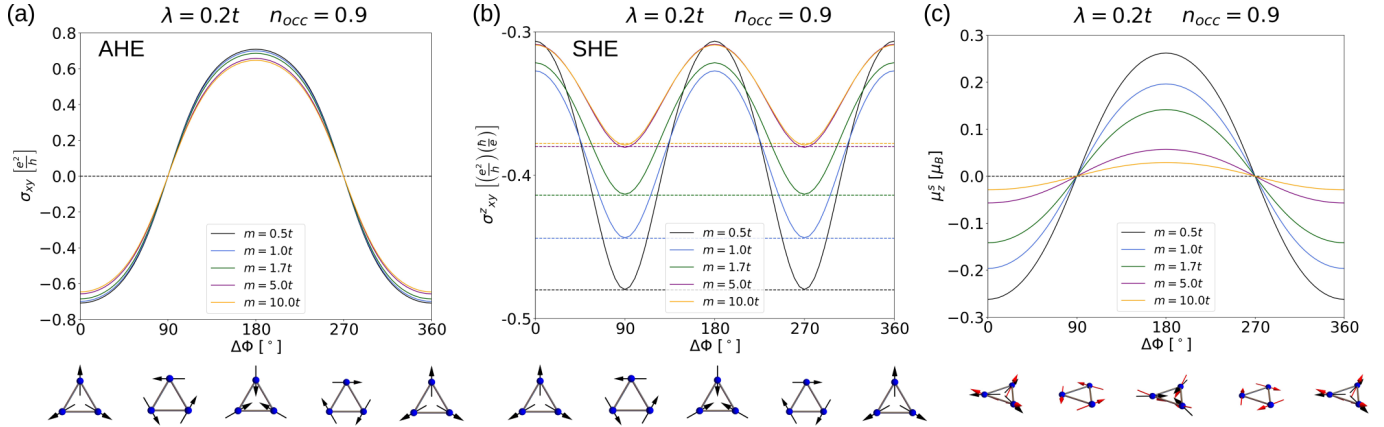 (a)
λ = 0.2t n_occ = 0.9
AHE
0.8
0.6
0.4
0.2
0.0
−0.2
−0.4
−0.6
−0.8
σ_xy [e²/ħ]
m = 0.5t
m = 1.0t
m = 1.7t
m = 5.0t
m = 10.0t
0 90 180 270 360
ΔΦ [°]
(b)
λ = 0.2t n_occ = 0.9
SHE
-0.3
-0.4
-0.5
σ^z_xy [(e²/ħ)(ħ/e)]
m = 0.5t
m = 1.0t
m = 1.7t
m = 5.0t
m = 10.0t
0 90 180 270 360
ΔΦ [°]
(c)
λ = 0.2t n_occ = 0.9
0.3
0.2
0.1
0.0
−0.1
−0.2
−0.3
μ^s_z [μ_B]
m = 0.5t
m = 1.0t
m = 1.7t
m = 5.0t
m = 10.0t
0 90 180 270 360
ΔΦ [°]